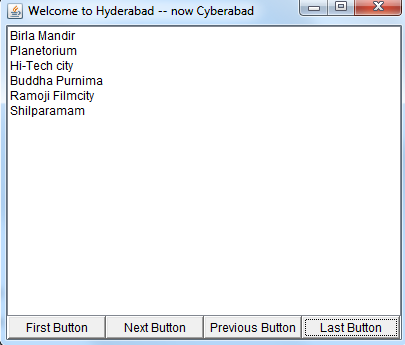 Welcome to Hyderabad -- now Cyberabad
Birla Mandir
Planetorium
Hi-Tech city
Buddha Purnima
Ramoji Filmcity
Shilparamam
First Button
Next Button
Previous Button
Last Button